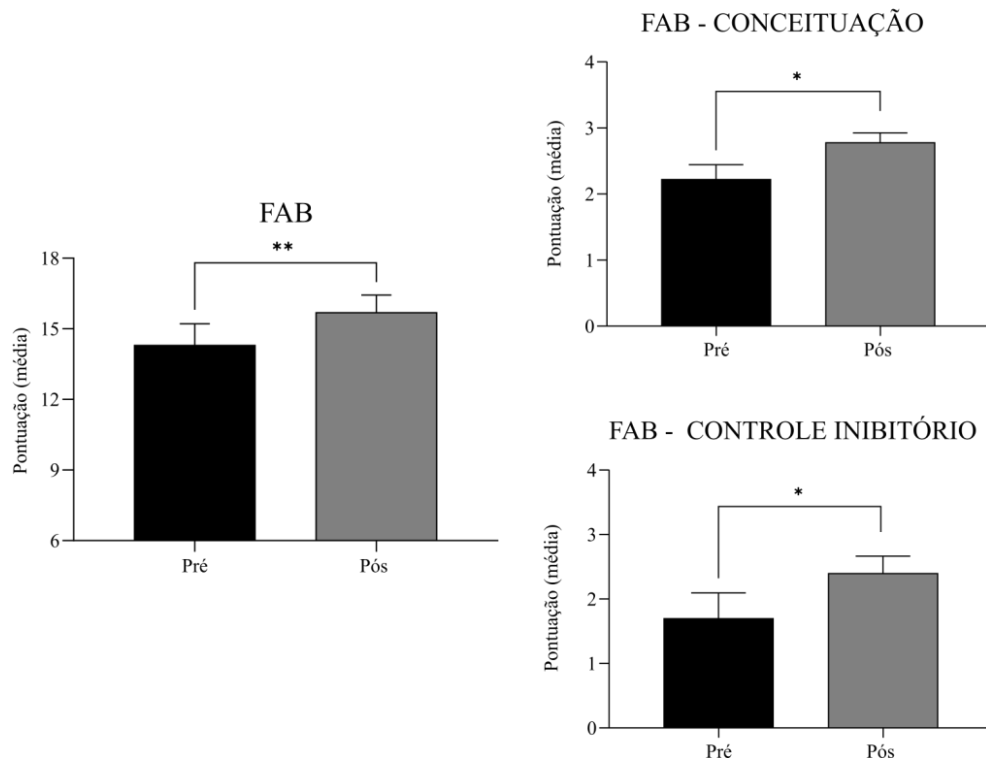 FAB
**
Pontuação (média)
18
15
12
9
6
Pré
Pós
FAB - CONCEITUAÇÃO
*
Pontuação (média)
4
3
2
1
0
Pré
Pós
FAB - CONTROLE INIBITÓRIO
*
Pontuação (média)
4
3
2
1
0
Pré
Pós